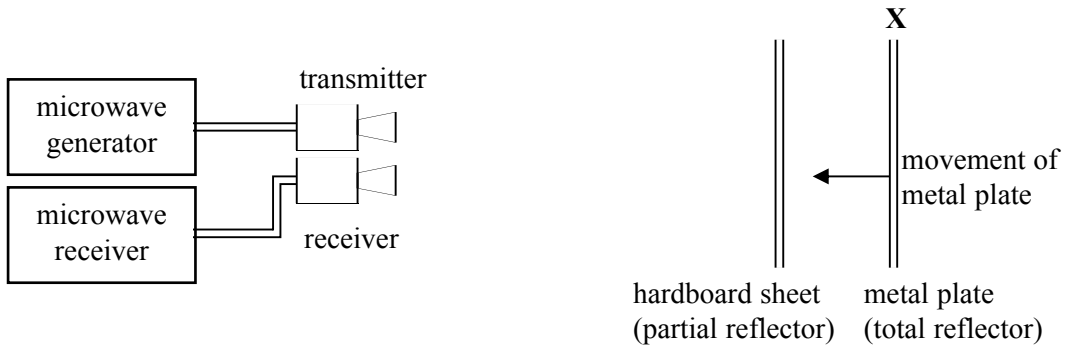 X
transmitter
microwave
generator
movement of
metal plate
microwave
receiver
receiver
hardboard sheet
(partial reflector)
metal plate
(total reflector)